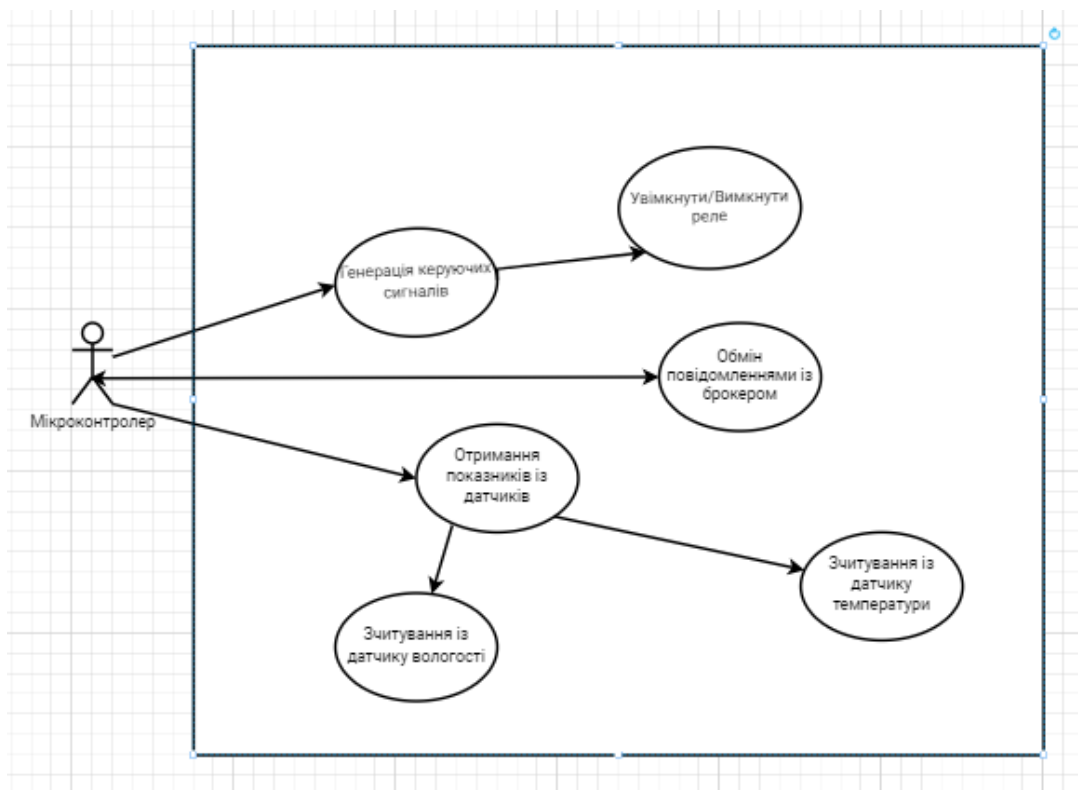 Увімкнути/Вимкнути
реле
Генерація керуючих
сигналів
Обмін
повідомленнями із
брокером
Мікроконтролер
Отримання
показників із
датчиків
Зчитування із
датчику
температури
Зчитування із
датчику вологості